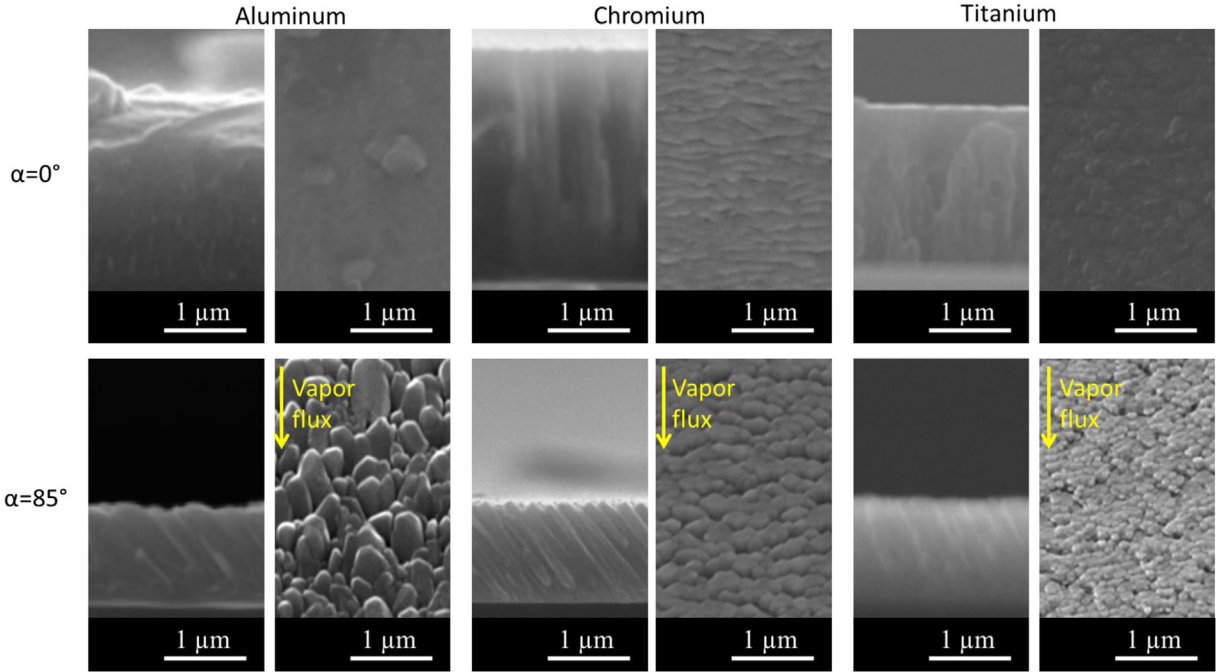 Aluminum Chromium Titanium
α=0°
1 μm 1 μm 1 μm 1 μm 1 μm 1 μm
Vapor Vapor Vapor
flux flux flux
α=85°
1 μm 1 μm 1 μm 1 μm 1 μm 1 μm